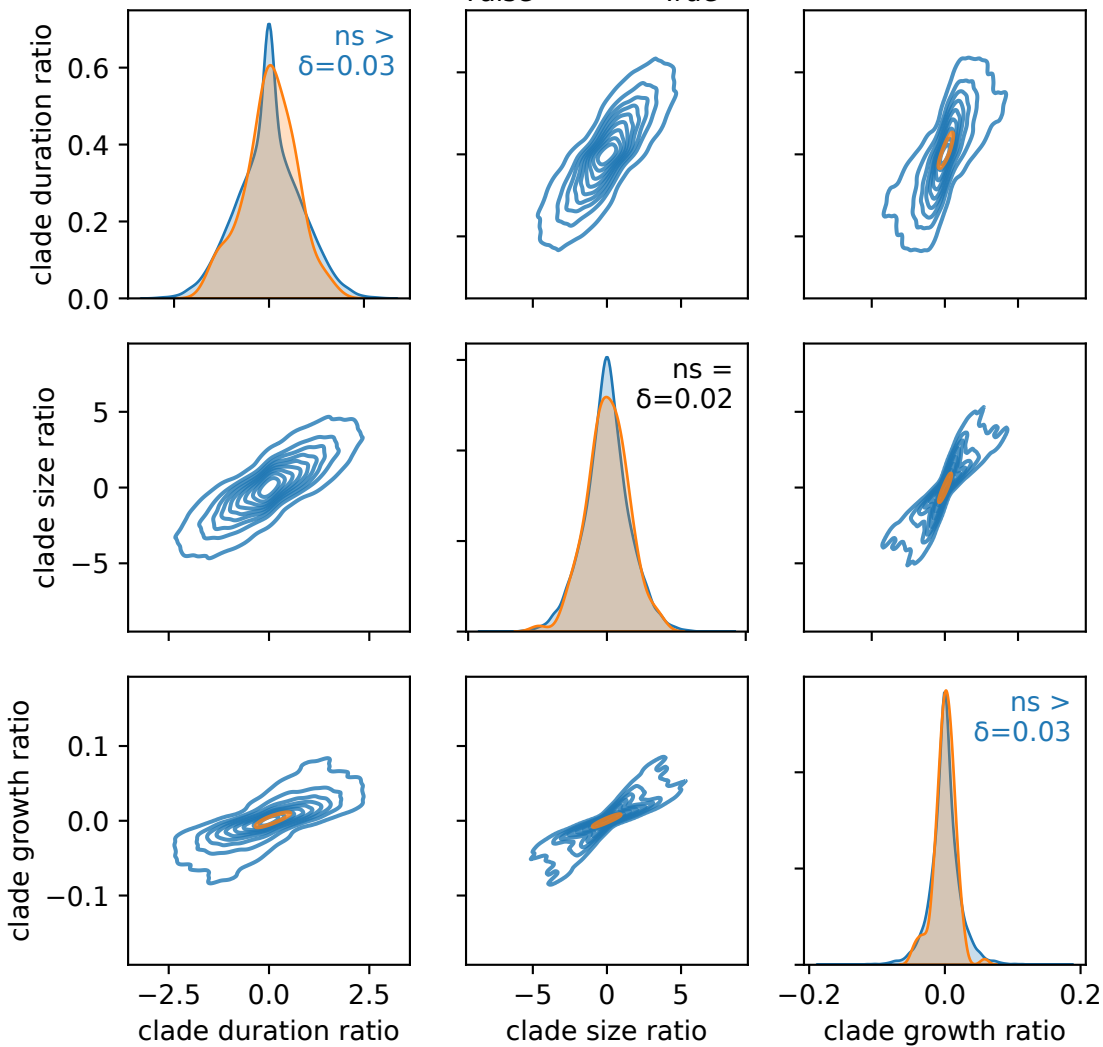 clade duration ratio
0.6
0.4
0.2
0.0
ns >
δ=0.03
clade size ratio
5
0
−5
ns =
δ=0.02
clade growth ratio
0.1
0.0
−0.1
ns >
δ=0.03
−2.5 0.0 2.5
−5 0 5
−0.2 0.0 0.2
clade duration ratio
clade size ratio
clade growth ratio